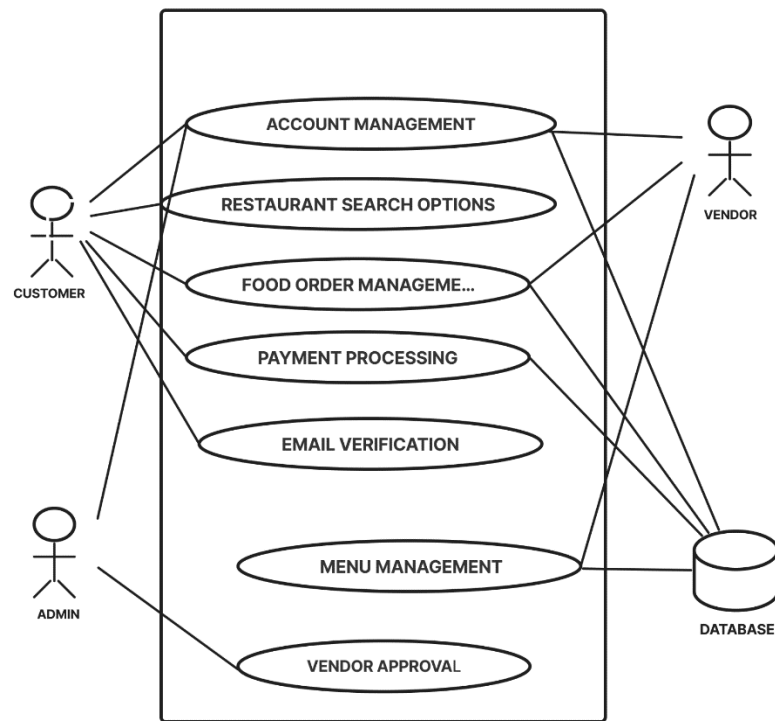 ACCOUNT MANAGEMENT
RESTAURANT SEARCH OPTIONS
VENDOR
FOOD ORDER MANAGEME...
CUSTOMER
PAYMENT PROCESSING
EMAIL VERIFICATION
MENU MANAGEMENT
ADMIN
DATABASE
VENDOR APPROVAL